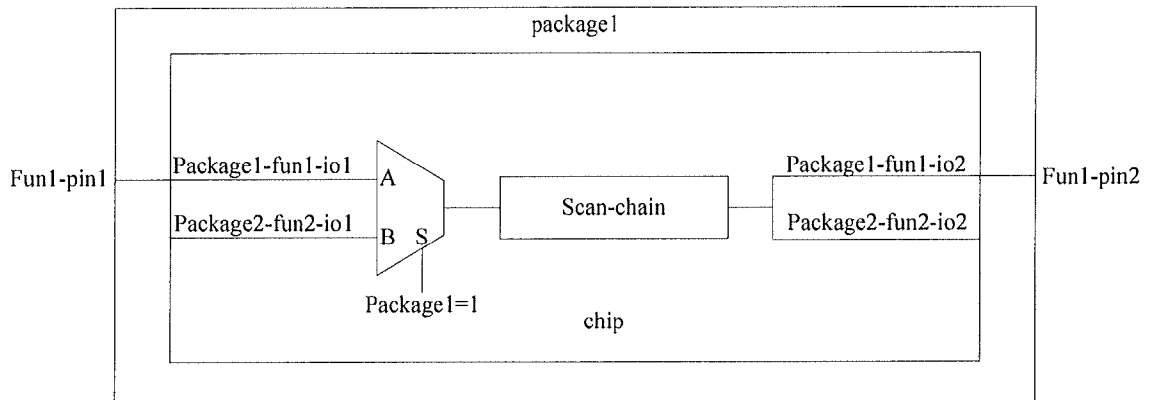 package1
Package1-fun1-io1
Package1-fun1-io2
Fun1-pin1
A
Fun1-pin2
Scan-chain
Package2-fun2-io1
Package2-fun2-io2
B S
Package1=1
chip